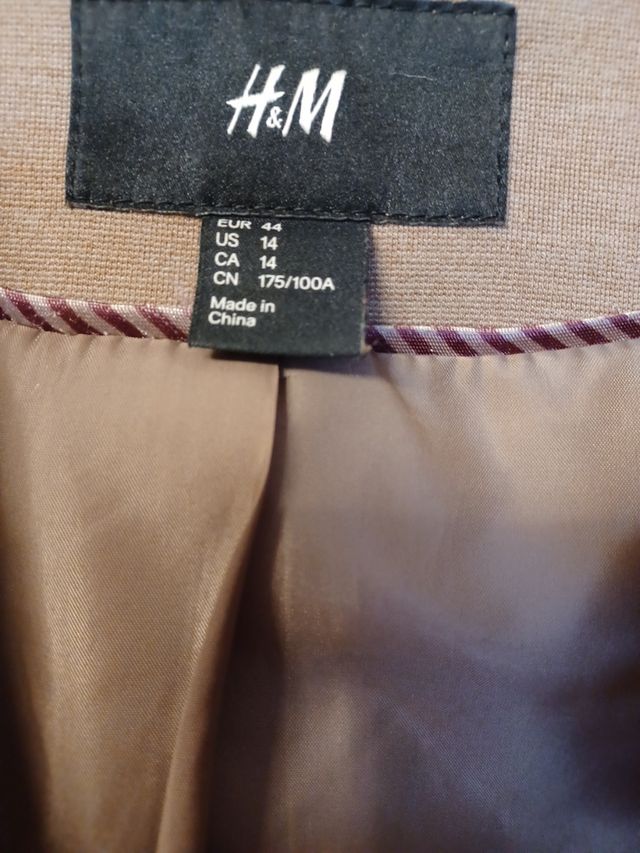 H&M
EUR 44
US 14
CA 14
CN 175/100A
Made in
China